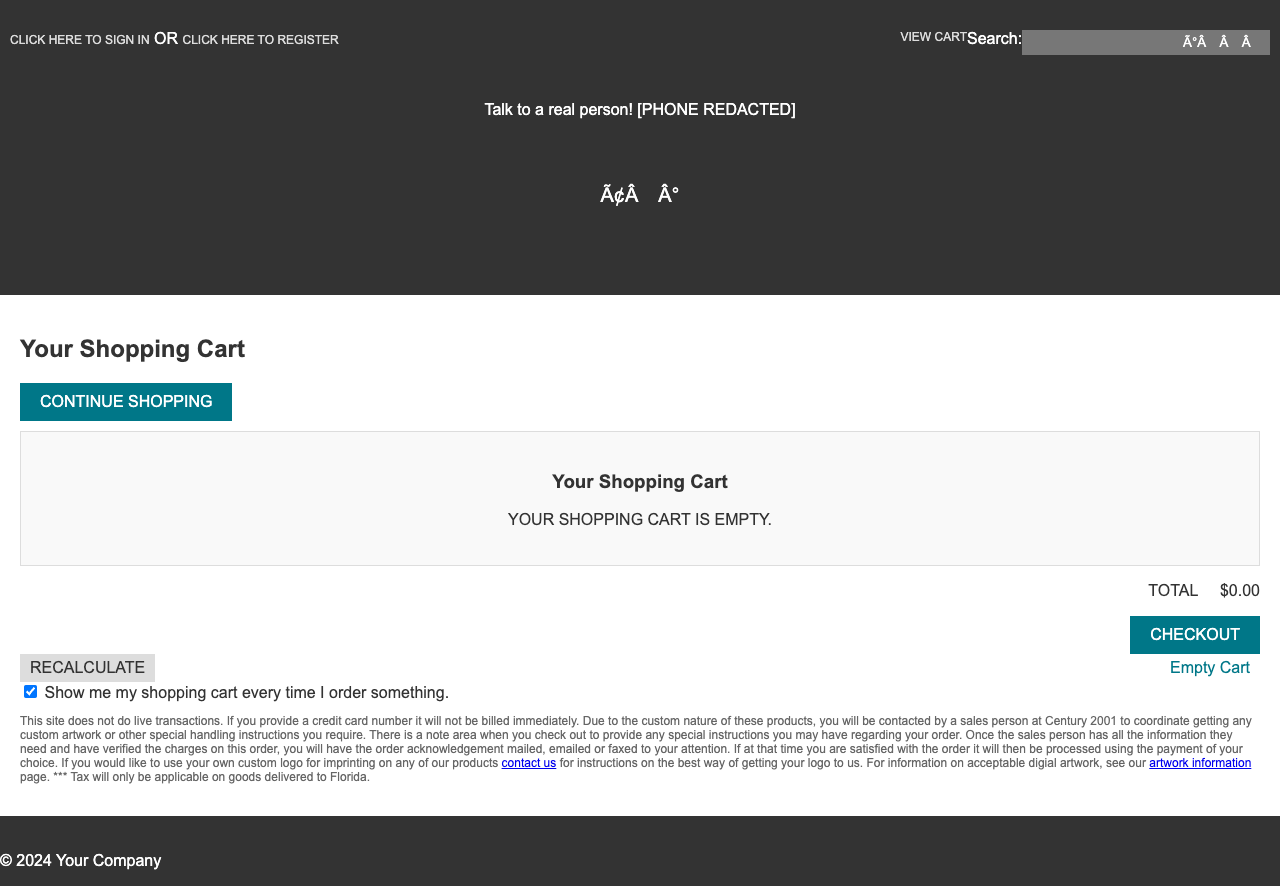 CLICK HERE TO SIGN IN OR CLICK HERE TO REGISTER
VIEW CART Search: Ã°Â Â Â
Talk to a real person! [PHONE REDACTED]
Ã¢Â Â°
Your Shopping Cart
CONTINUE SHOPPING
Your Shopping Cart
YOUR SHOPPING CART IS EMPTY.
TOTAL $0.00
CHECKOUT
RECALCULATE Empty Cart
Show me my shopping cart every time I order something.
This site does not do live transactions. If you provide a credit card number it will not be billed immediately. Due to the custom nature of these products, you will be contacted by a sales person at Century 2001 to coordinate getting any
custom artwork or other special handling instructions you require. There is a note area when you check out to provide any special instructions you may have regarding your order. Once the sales person has all the information they
need and have verified the charges on this order, you will have the order acknowledgement mailed, emailed or faxed to your attention. If at that time you are satisfied with the order it will then be processed using the payment of your
choice. If you would like to use your own custom logo for imprinting on any of our products contact us for instructions on the best way of getting your logo to us. For information on acceptable digial artwork, see our artwork information
page. *** Tax will only be applicable on goods delivered to Florida.
© 2024 Your Company